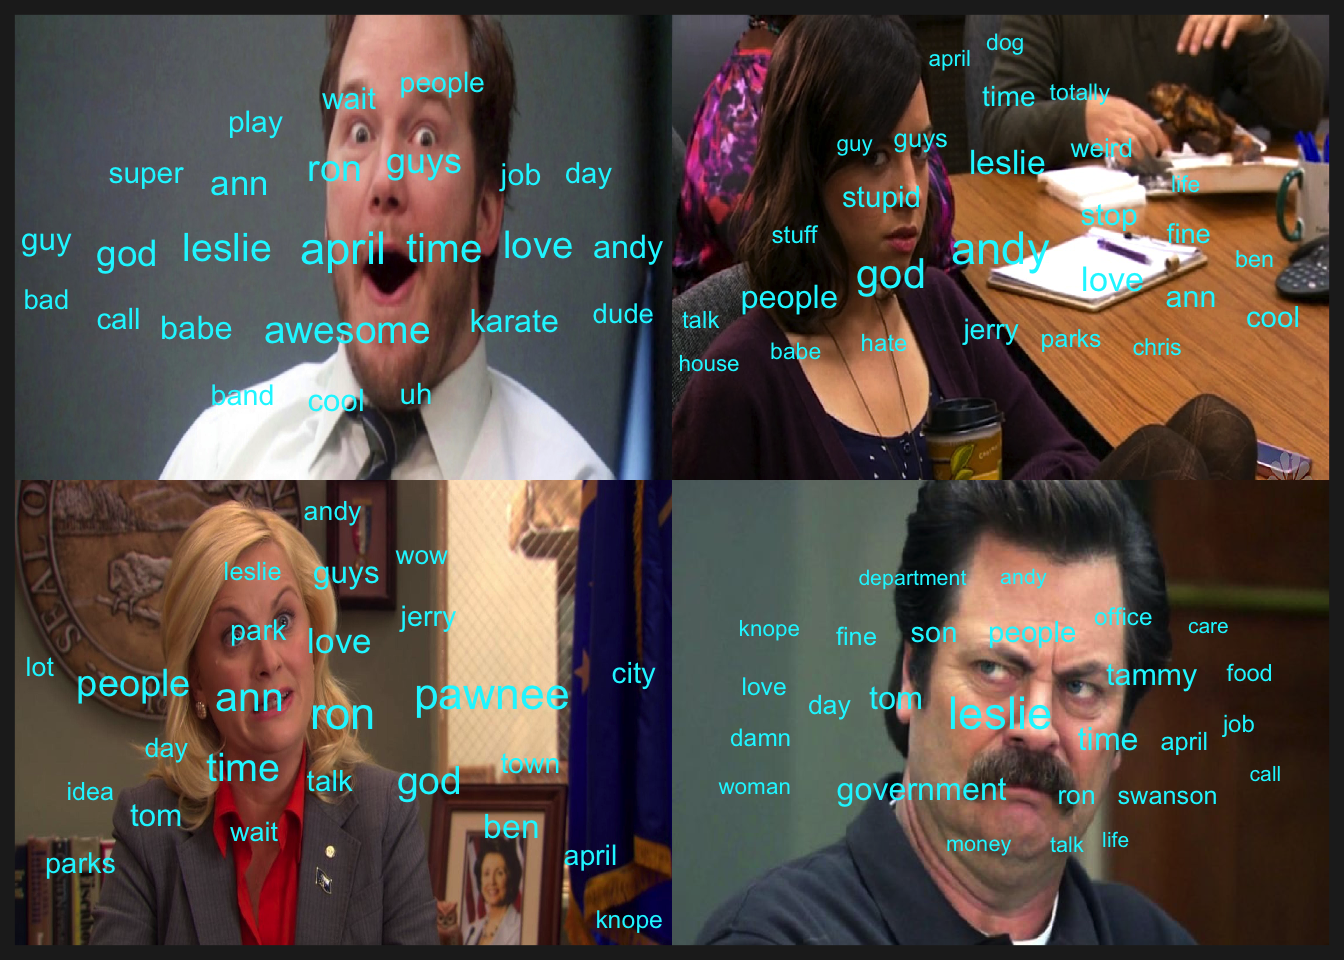 people
wait
play
ron guys
super ann job day
guy god leslie april time love andy
bad call babe awesome karate dude
band cool uh
dog
april
time totally
guy guys leslie weird
stupid life
stuff stop fine
god andy ben
people love ann
talk jerry parks cool
house babe hate chris
andy
wow
leslie guys
park love jerry
lot people ann ron pawnee city
day time talk god town
idea tom wait ben
parks april
knope
SEAL OF
department andy
knope fine son people office care
love day tom leslie tammy food
damn time april job
woman government ron swanson call
money talk life